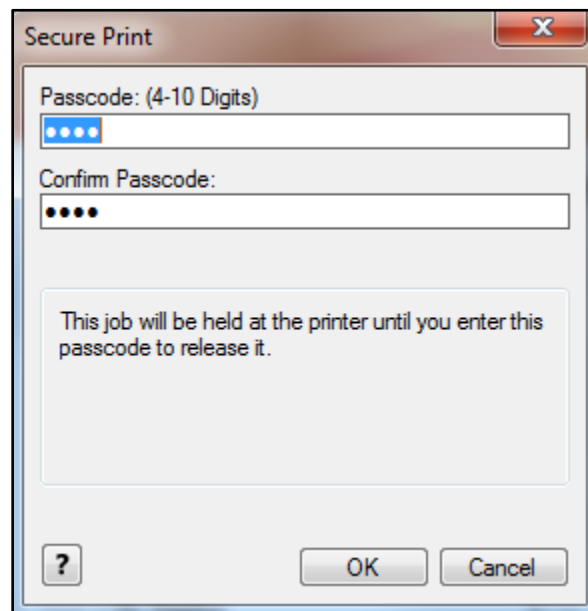 Secure Print
x
Passcode: (4-10 Digits)
••••
Confirm Passcode:
••••
This job will be held at the printer until you enter this
passcode to release it.
? OK Cancel